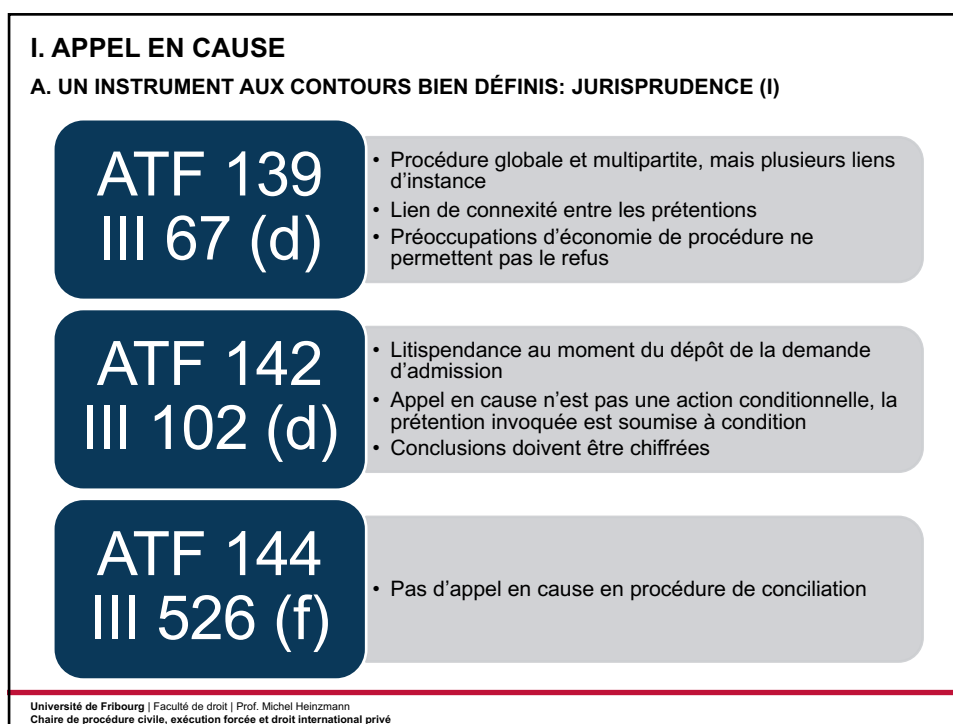 I. APPEL EN CAUSE
A. UN INSTRUMENT AUX CONTOURS BIEN DÉFINIS: JURISPRUDENCE (I)
ATF 139
III 67 (d)
• Procédure globale et multipartite, mais plusieurs liens
d’instance
• Lien de connexité entre les prétentions
• Préoccupations d’économie de procédure ne
permettent pas le refus
ATF 142
III 102 (d)
• Litispendance au moment du dépôt de la demande
d’admission
• Appel en cause n’est pas une action conditionnelle, la
prétention invoquée est soumise à condition
• Conclusions doivent être chiffrées
ATF 144
III 526 (f)
• Pas d’appel en cause en procédure de conciliation
Université de Fribourg | Faculté de droit | Prof. Michel Heinzmann
Chaire de procédure civile, exécution forcée et droit international privé